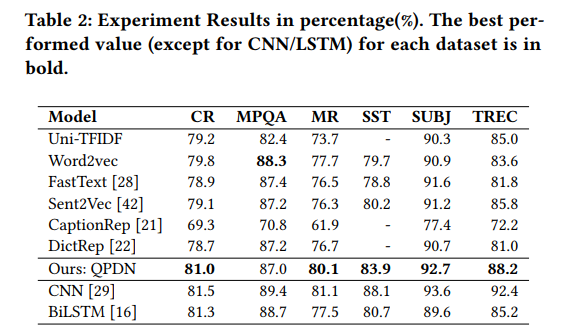 Table 2: Experiment Results in percentage(%). The best per-
formed value (except for CNN/LSTM) for each dataset is in
bold.
Model CR MPQA MR SST SUBJ TREC
Uni-TFIDF 79.2 82.4 73.7 - 90.3 85.0
Word2vec 79.8 88.3 77.7 79.7 90.9 83.6
FastText [28] 78.9 87.4 76.5 78.8 91.6 81.8
Sent2Vec [42] 79.1 87.2 76.3 80.2 91.2 85.8
CaptionRep [21] 69.3 70.8 61.9 - 77.4 72.2
DictRep [22] 78.7 87.2 76.7 - 90.7 81.0
Ours: QPDN 81.0 87.0 80.1 83.9 92.7 88.2
CNN [29] 81.5 89.4 81.1 88.1 93.6 92.4
BiLSTM [16] 81.3 88.7 77.5 80.7 89.6 85.2